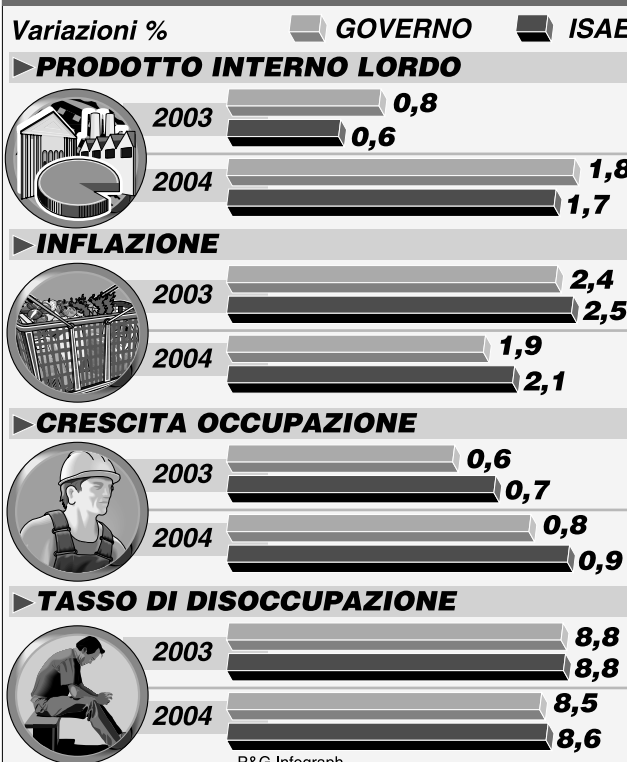 Variazioni % GOVERNO ISAE
PRODOTTO INTERNO LORDO
2003 0,8
0,6
2004 1,8
1,7
INFLAZIONE
2003 2,4
2,5
2004 1,9
2,1
CRESCITA OCCUPAZIONE
2003 0,6
0,7
2004 0,8
0,9
TASSO DI DISOCCUPAZIONE
2003 8,8
8,8
2004 8,5
8,6
P&G Infograph